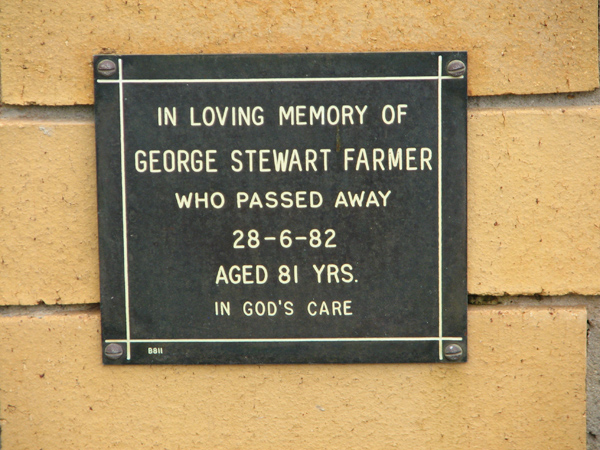 IN LOVING MEMORY OF
GEORGE STEWART FARMER
WHO PASSED AWAY
28-6-82
AGED 81 YRS.
IN GOD'S CARE
B811